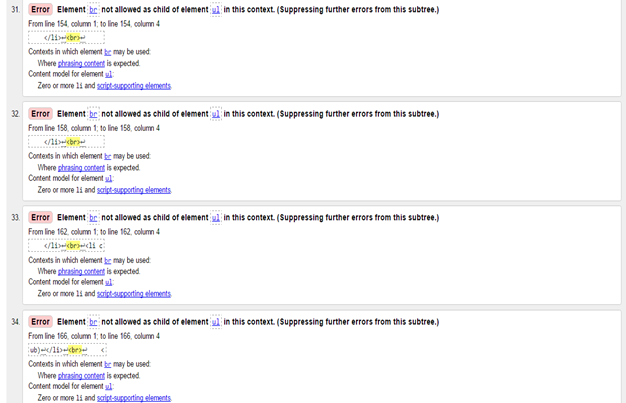 31. Error Element br not allowed as child of element ul in this context. (Suppressing further errors from this subtree.)
From line 154, column 1; to line 154, column 4
</li>↩<br>↩
Contexts in which element br may be used:
Where phrasing content is expected.
Content model for element ul:
Zero or more li and script-supporting elements.
32. Error Element br not allowed as child of element ul in this context. (Suppressing further errors from this subtree.)
From line 158, column 1; to line 158, column 4
</li>↩<br>↩
Contexts in which element br may be used:
Where phrasing content is expected.
Content model for element ul:
Zero or more li and script-supporting elements.
33. Error Element br not allowed as child of element ul in this context. (Suppressing further errors from this subtree.)
From line 162, column 1; to line 162, column 4
</li>↩<br>↩<li c
Contexts in which element br may be used:
Where phrasing content is expected.
Content model for element ul:
Zero or more li and script-supporting elements.
34. Error Element br not allowed as child of element ul in this context. (Suppressing further errors from this subtree.)
From line 166, column 1; to line 166, column 4
ub)↩</li>↩<br>↩ <
Contexts in which element br may be used:
Where phrasing content is expected.
Content model for element ul:
Zero or more li and script-supporting elements.